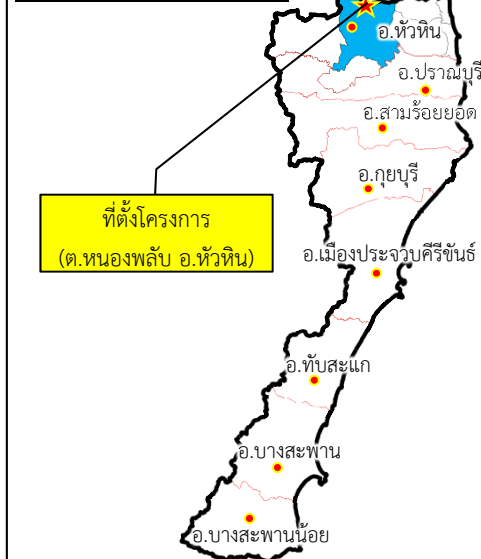 อ.หัวหิน
อ.ปราณบุรี
อ.สามร้อยยอด
อ.กุยบุรี
ที่ตั้งโครงการ
(ต.หนองพลับ อ.หัวหิน)
อ.เมืองประจวบคีรีขันธ์
อ.ทับสะแก
อ.บางสะพาน
อ.บางสะพานน้อย